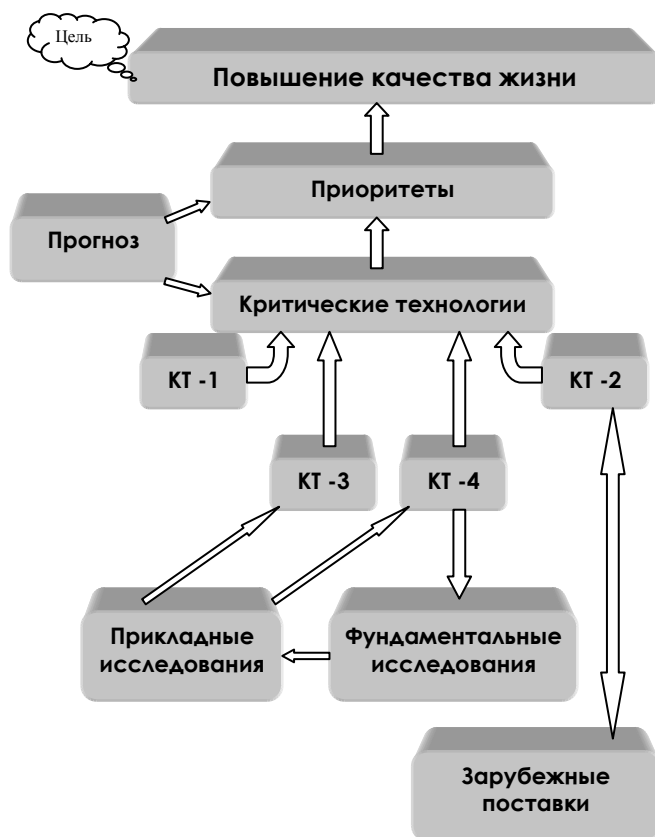 Цель
Повышение качества жизни
Приоритеты
Прогноз
Критические технологии
КТ -1
КТ -2
КТ -3
КТ -4
Прикладные
исследования
Фундаментальные
исследования
Зарубежные
поставки